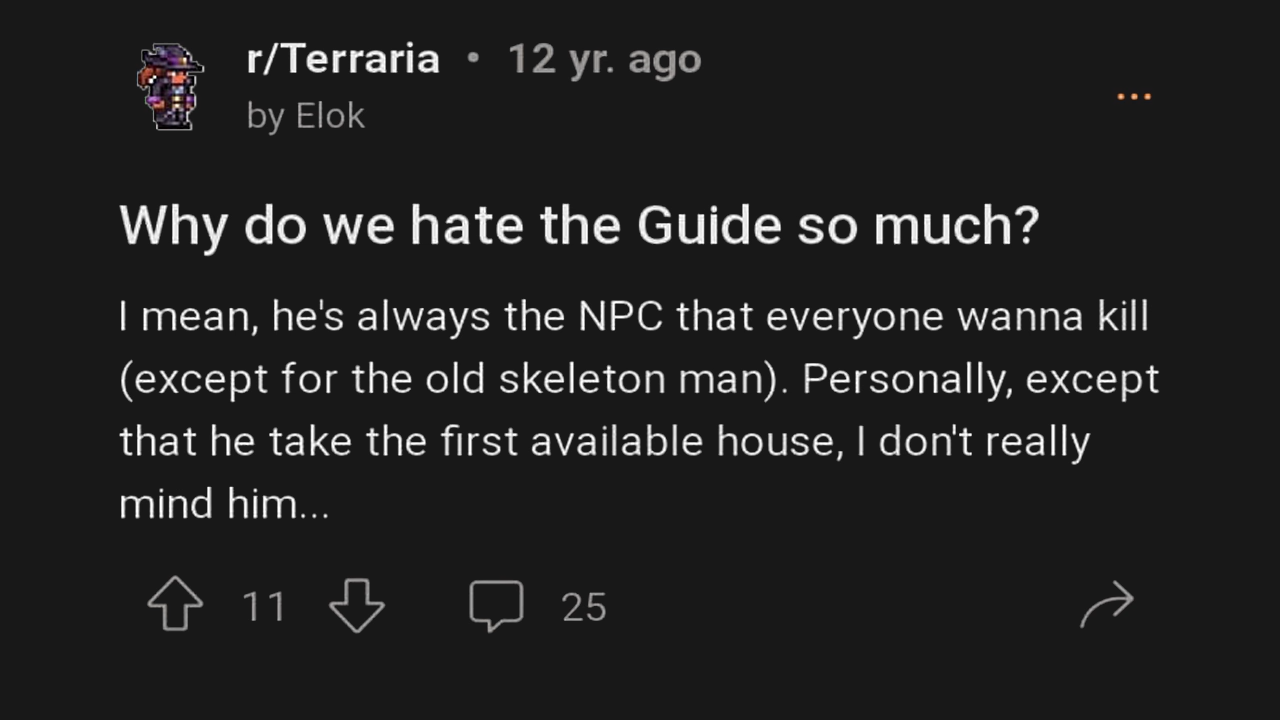 r/Terraria • 12 yr. ago
by Elok
Why do we hate the Guide so much?
I mean, he's always the NPC that everyone wanna kill
(except for the old skeleton man). Personally, except
that he take the first available house, I don't really
mind him...
11 25